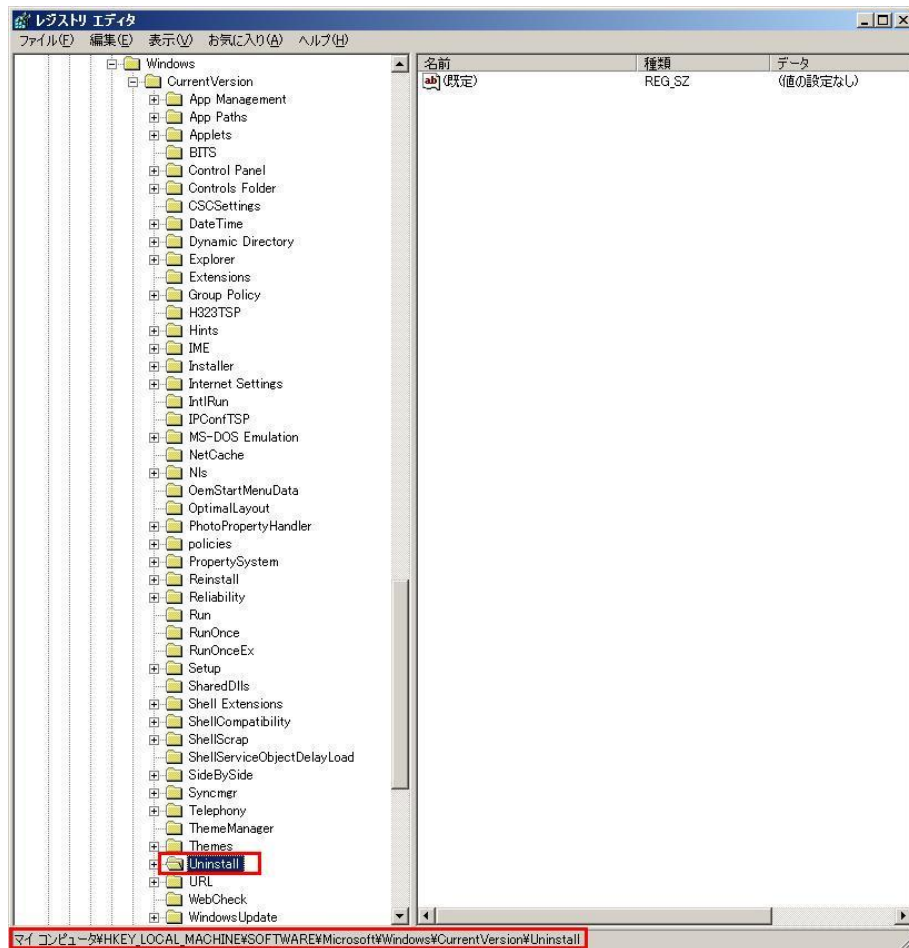 レジストリ エディタ
ファイル(F) 編集(E) 表示(V) お気に入り(A) ヘルプ(H)
Windows
CurrentVersion
App Management
App Paths
Applets
BITS
Control Panel
Controls Folder
CSCSettings
DateTime
Dynamic Directory
Explorer
Extensions
Group Policy
H323TSP
Hints
IME
Installer
Internet Settings
IntlRun
IPConfTSP
MS-DOS Emulation
NetCache
Nls
OemStartMenuData
OptimalLayout
PhotoPropertyHandler
policies
PropertySystem
Reinstall
Reliability
Run
RunOnce
RunOnceEx
Setup
SharedDlls
Shell Extensions
ShellCompatibility
ShellScrap
ShellServiceObjectDelayLoad
SideBySide
Syncmgr
Telephony
ThemeManager
Themes
Uninstall
URL
WebCheck
WindowsUpdate
名前 種類 データ
ab (既定) REG_SZ (値の設定なし)
マイ コンピュータ¥HKEY_LOCAL_MACHINE¥SOFTWARE¥Microsoft¥Windows¥CurrentVersion¥Uninstall